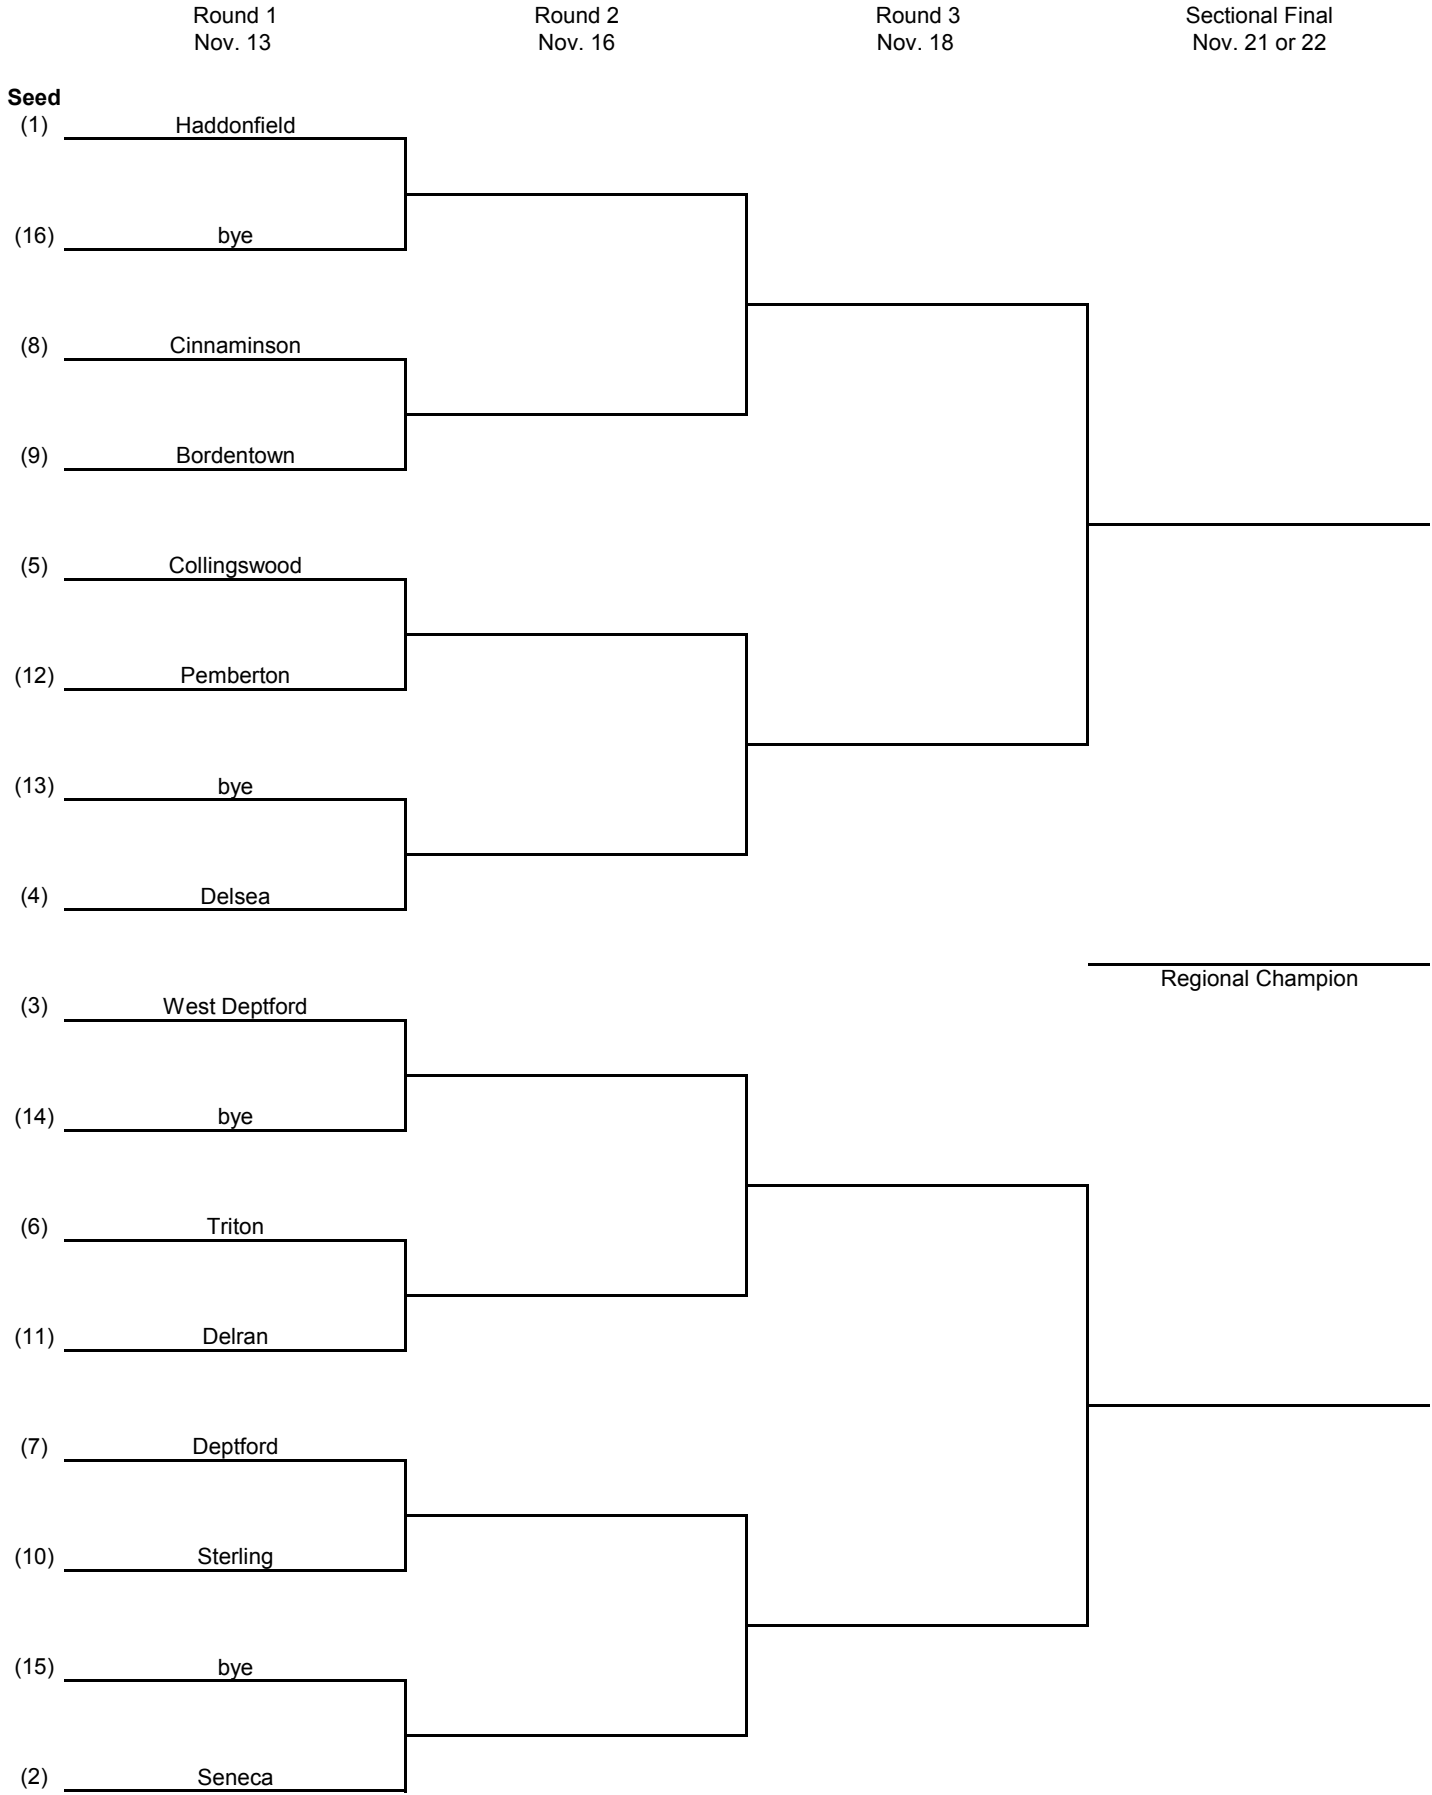 Round 1 Round 2 Round 3 Sectional Final
Nov. 13 Nov. 16 Nov. 18 Nov. 21 or 22
Seed
(1) Haddonfield
(16) bye
(8) Cinnaminson
(9) Bordentown
(5) Collingswood
(12) Pemberton
(13) bye
(4) Delsea
Regional Champion
(3) West Deptford
(14) bye
(6) Triton
(11) Delran
(7) Deptford
(10) Sterling
(15) bye
(2) Seneca